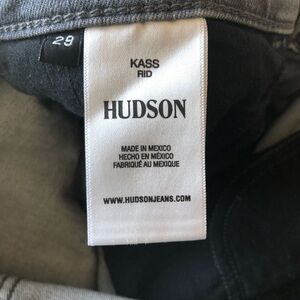 29
KASS
RID
HUDSON
MADE IN MEXICO
HECHO EN MÉXICO
FABRIQUÉ AU MEXIQUE
WWW.HUDSONJEANS.COM